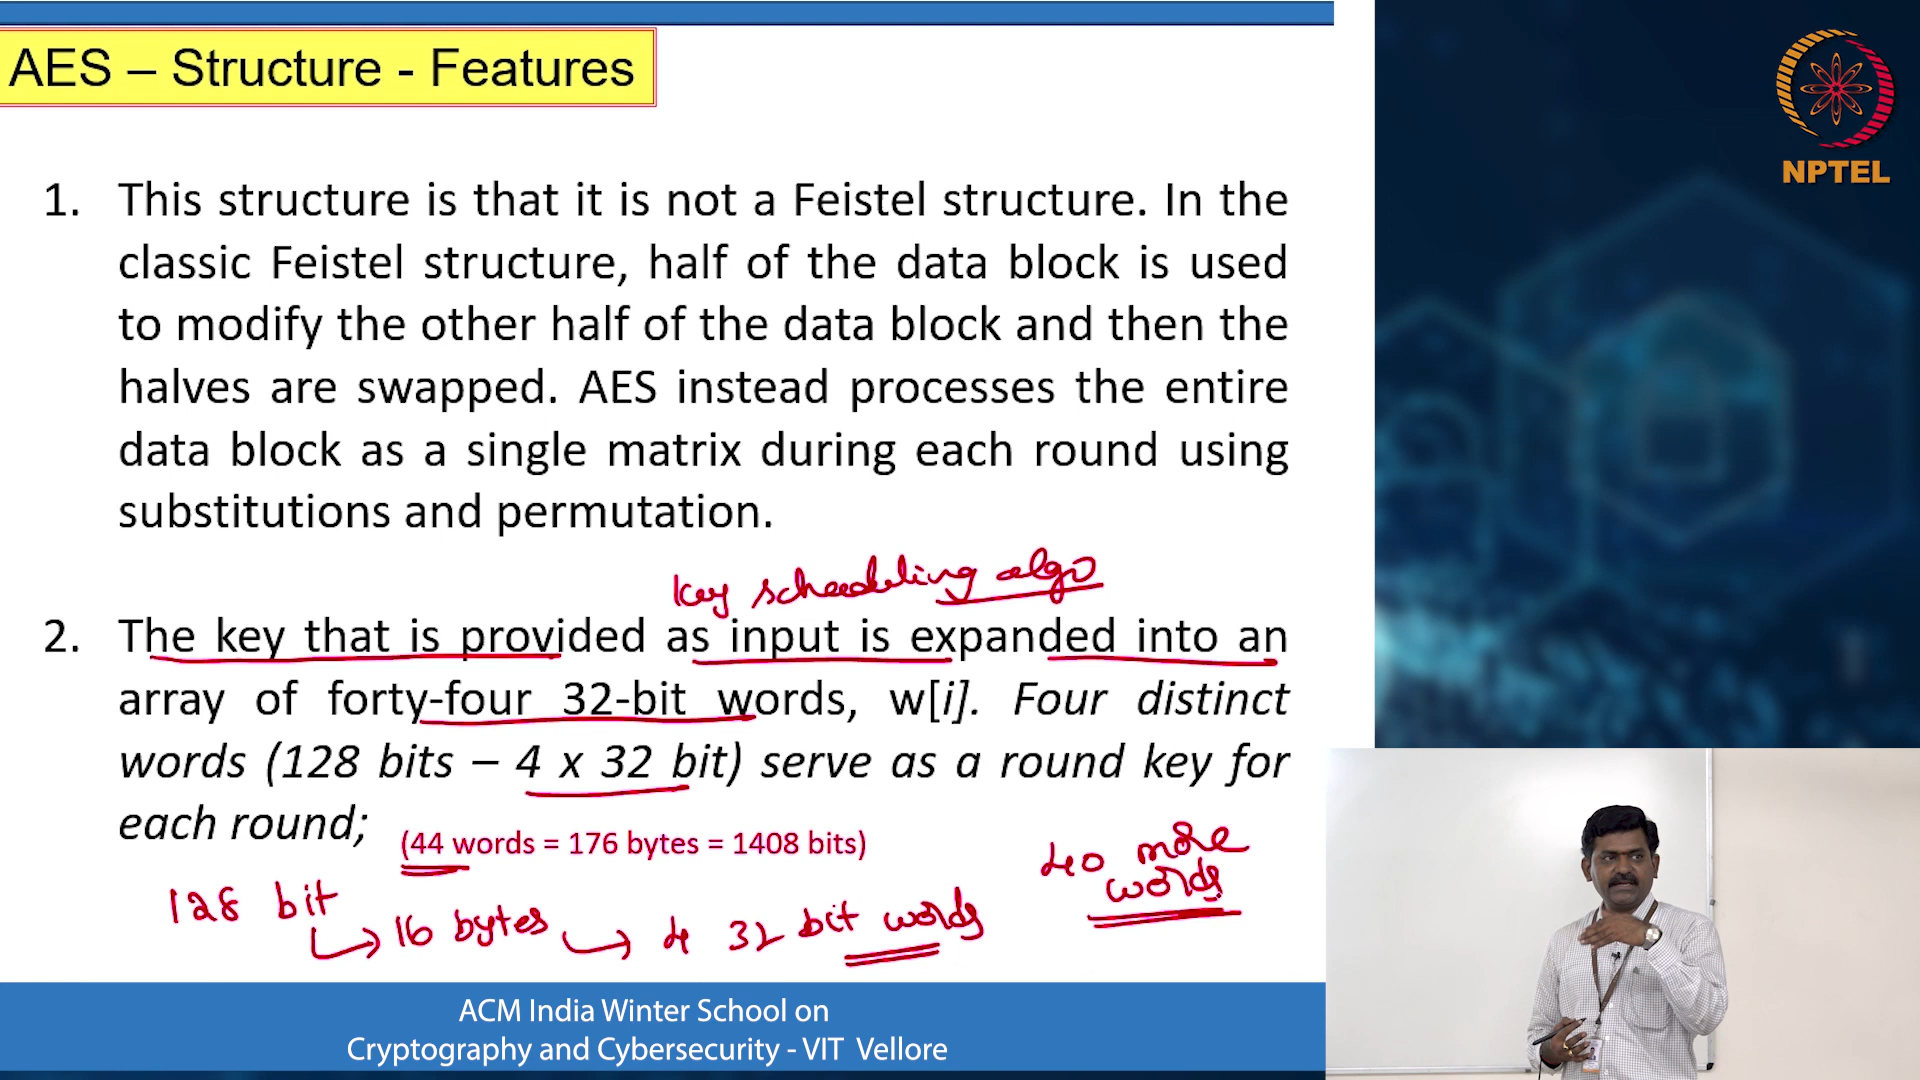 AES – Structure - Features
NPTEL
1. This structure is that it is not a Feistel structure. In the
classic Feistel structure, half of the data block is used
to modify the other half of the data block and then the
halves are swapped. AES instead processes the entire
data block as a single matrix during each round using
substitutions and permutation.
key scheduling algo
2. The key that is provided as input is expanded into an
array of forty-four 32-bit words, w[i]. Four distinct
words (128 bits – 4 x 32 bit) serve as a round key for
each round;
(44 words = 176 bytes = 1408 bits)
40 more
words
128 bit
16 bytes 4 32 bit words
ACM India Winter School on
Cryptography and Cybersecurity - VIT Vellore